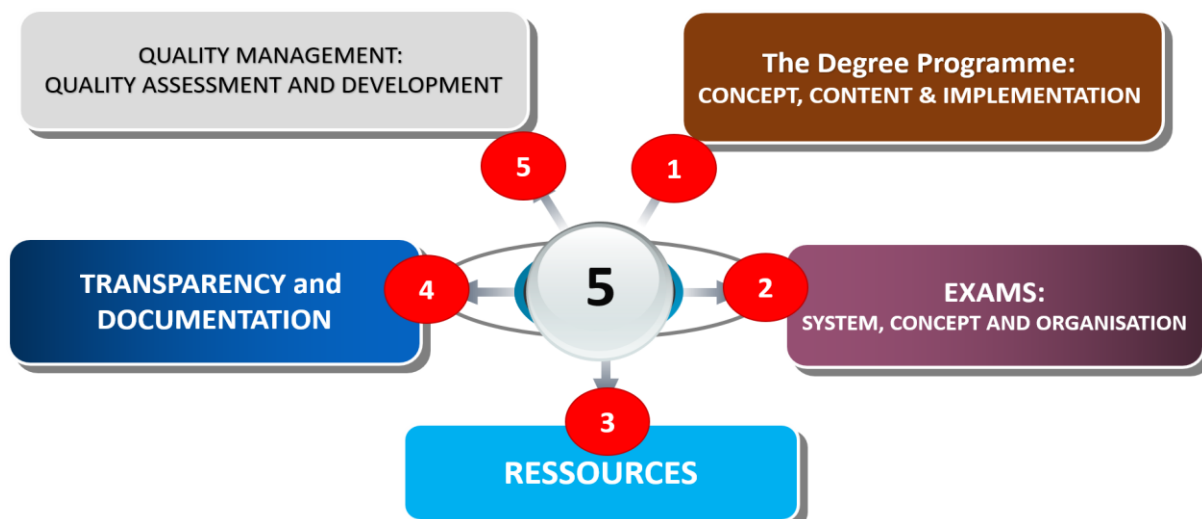 QUALITY MANAGEMENT:
QUALITY ASSESSMENT AND DEVELOPMENT
The Degree Programme:
CONCEPT, CONTENT & IMPLEMENTATION
5
1
TRANSPARENCY and
DOCUMENTATION
4
5
2
EXAMS:
SYSTEM, CONCEPT AND ORGANISATION
3
RESSOURCES